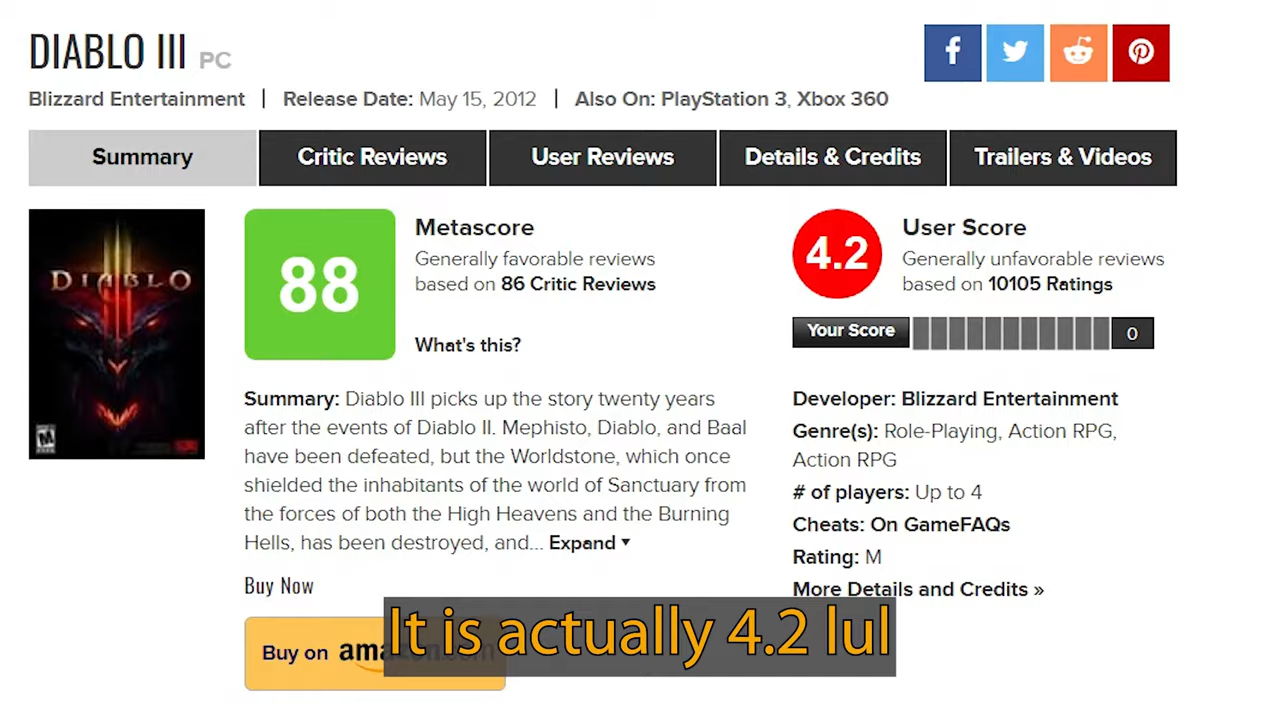 DIABLO III PC
Blizzard Entertainment | Release Date: May 15, 2012 | Also On: PlayStation 3, Xbox 360
Summary Critic Reviews User Reviews Details & Credits Trailers & Videos
DIABLO
M
88
Metascore
Generally favorable reviews
based on 86 Critic Reviews
What's this?
4.2
User Score
Generally unfavorable reviews
based on 10105 Ratings
Your Score 0
Summary: Diablo III picks up the story twenty years
after the events of Diablo II. Mephisto, Diablo, and Baal
have been defeated, but the Worldstone, which once
shielded the inhabitants of the world of Sanctuary from
the forces of both the High Heavens and the Burning
Hells, has been destroyed, and... Expand
Developer: Blizzard Entertainment
Genre(s): Role-Playing, Action RPG,
Action RPG
# of players: Up to 4
Cheats: On GameFAQs
Rating: M
More Details and Credits »
Buy Now
Buy on amazon.com
It is actually 4.2 lul